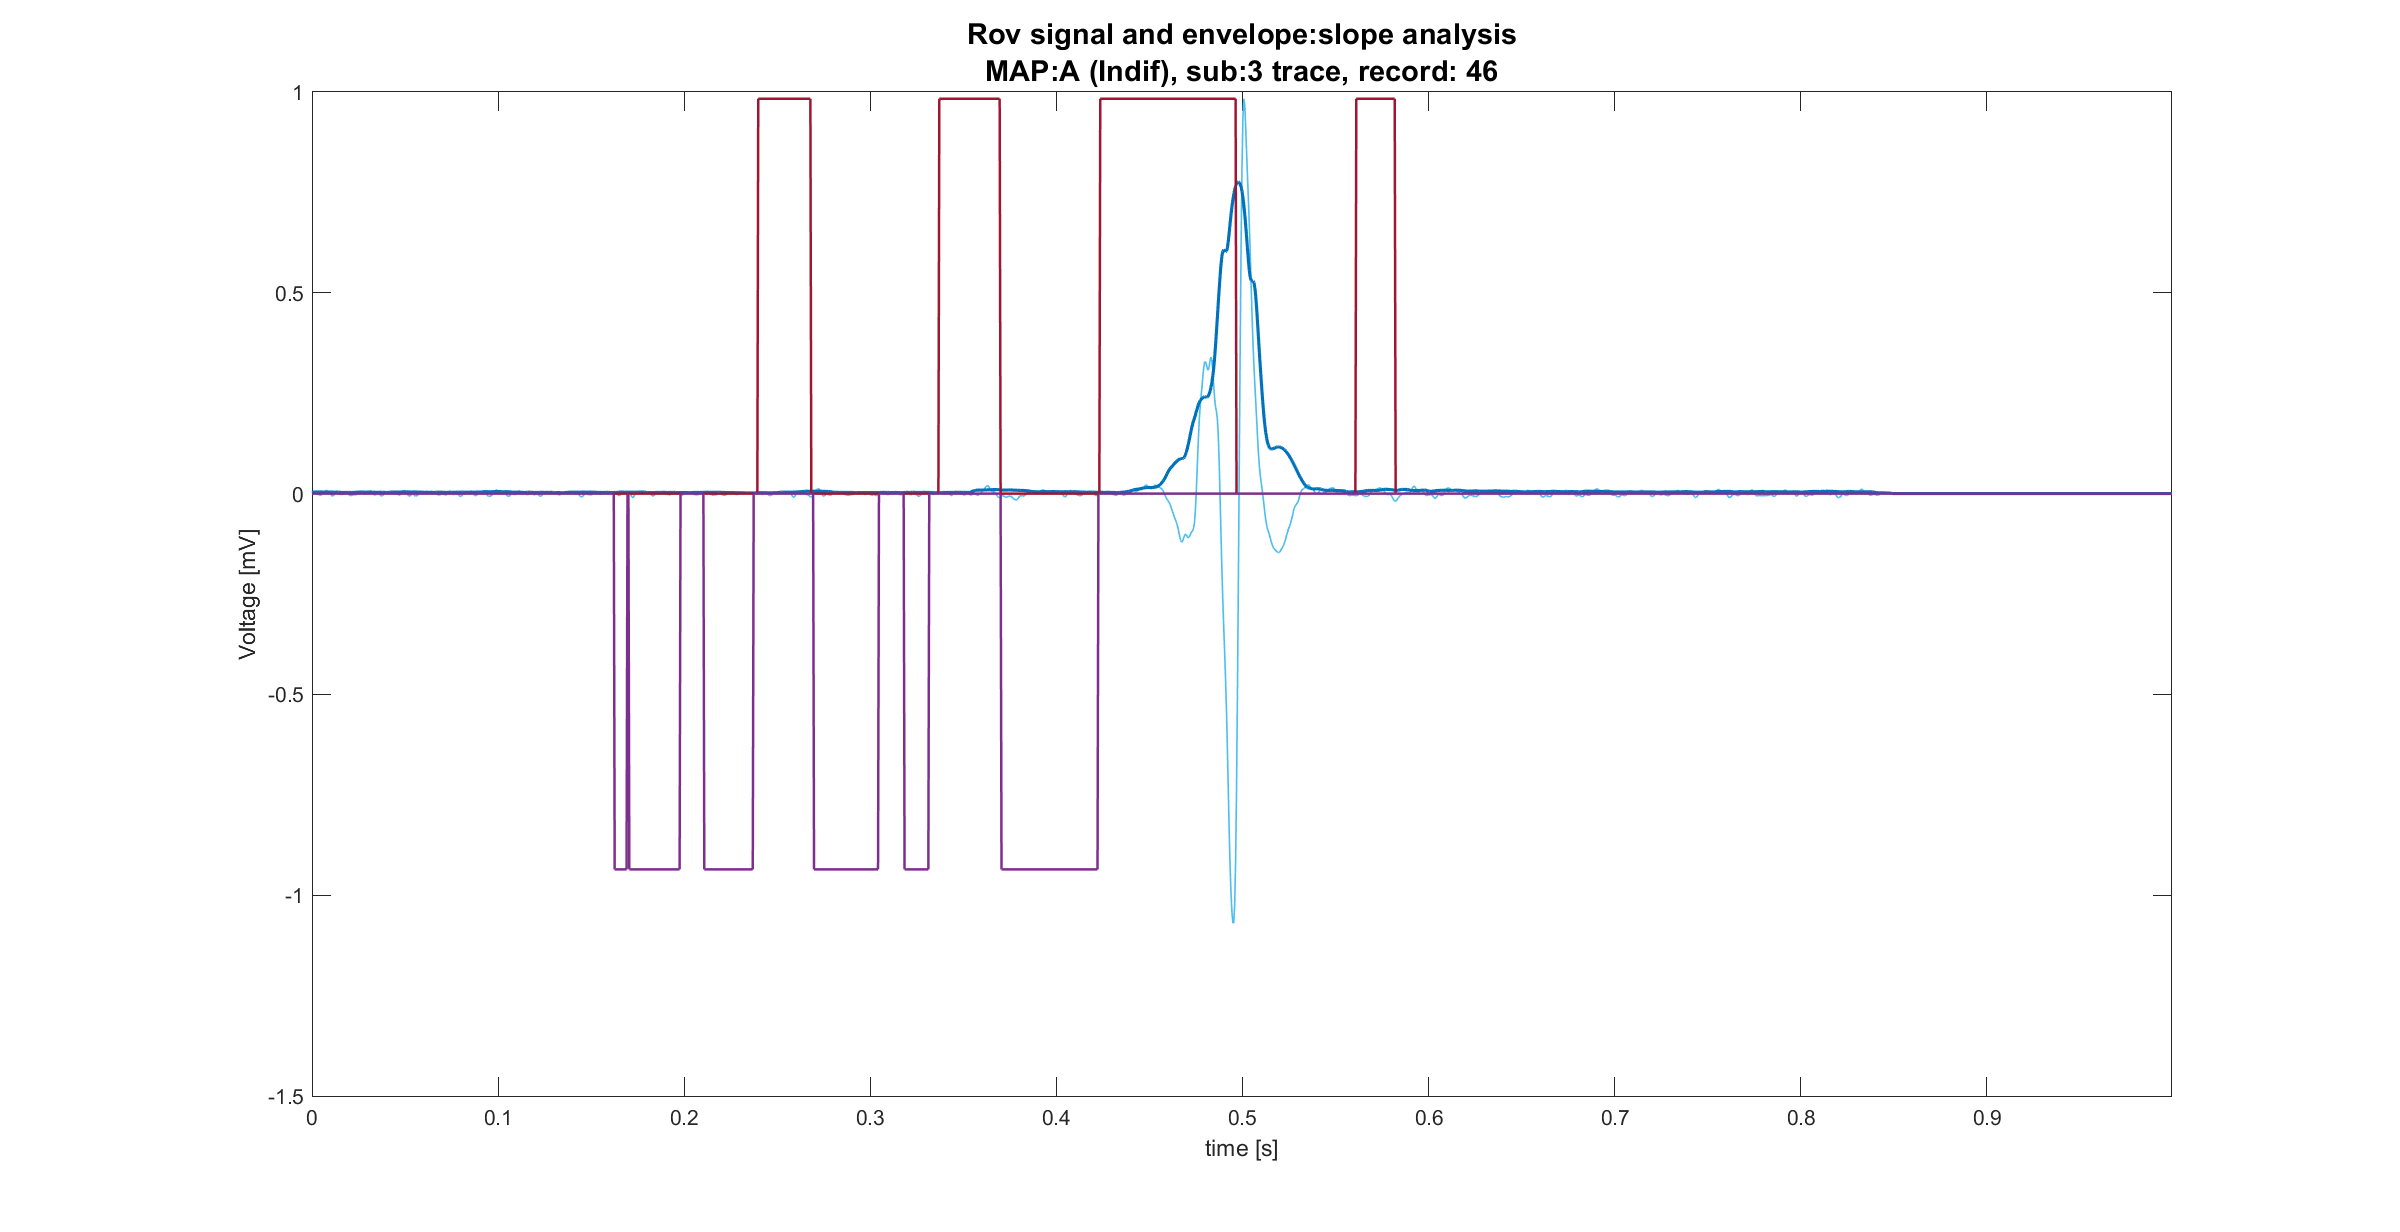 Rov signal and envelope:slope analysis
MAP:A (Indif), sub:3 trace, record: 46
1
0.5
0
-0.5
-1
-1.5
Voltage [mV]
0 0.1 0.2 0.3 0.4 0.5 0.6 0.7 0.8 0.9
time [s]